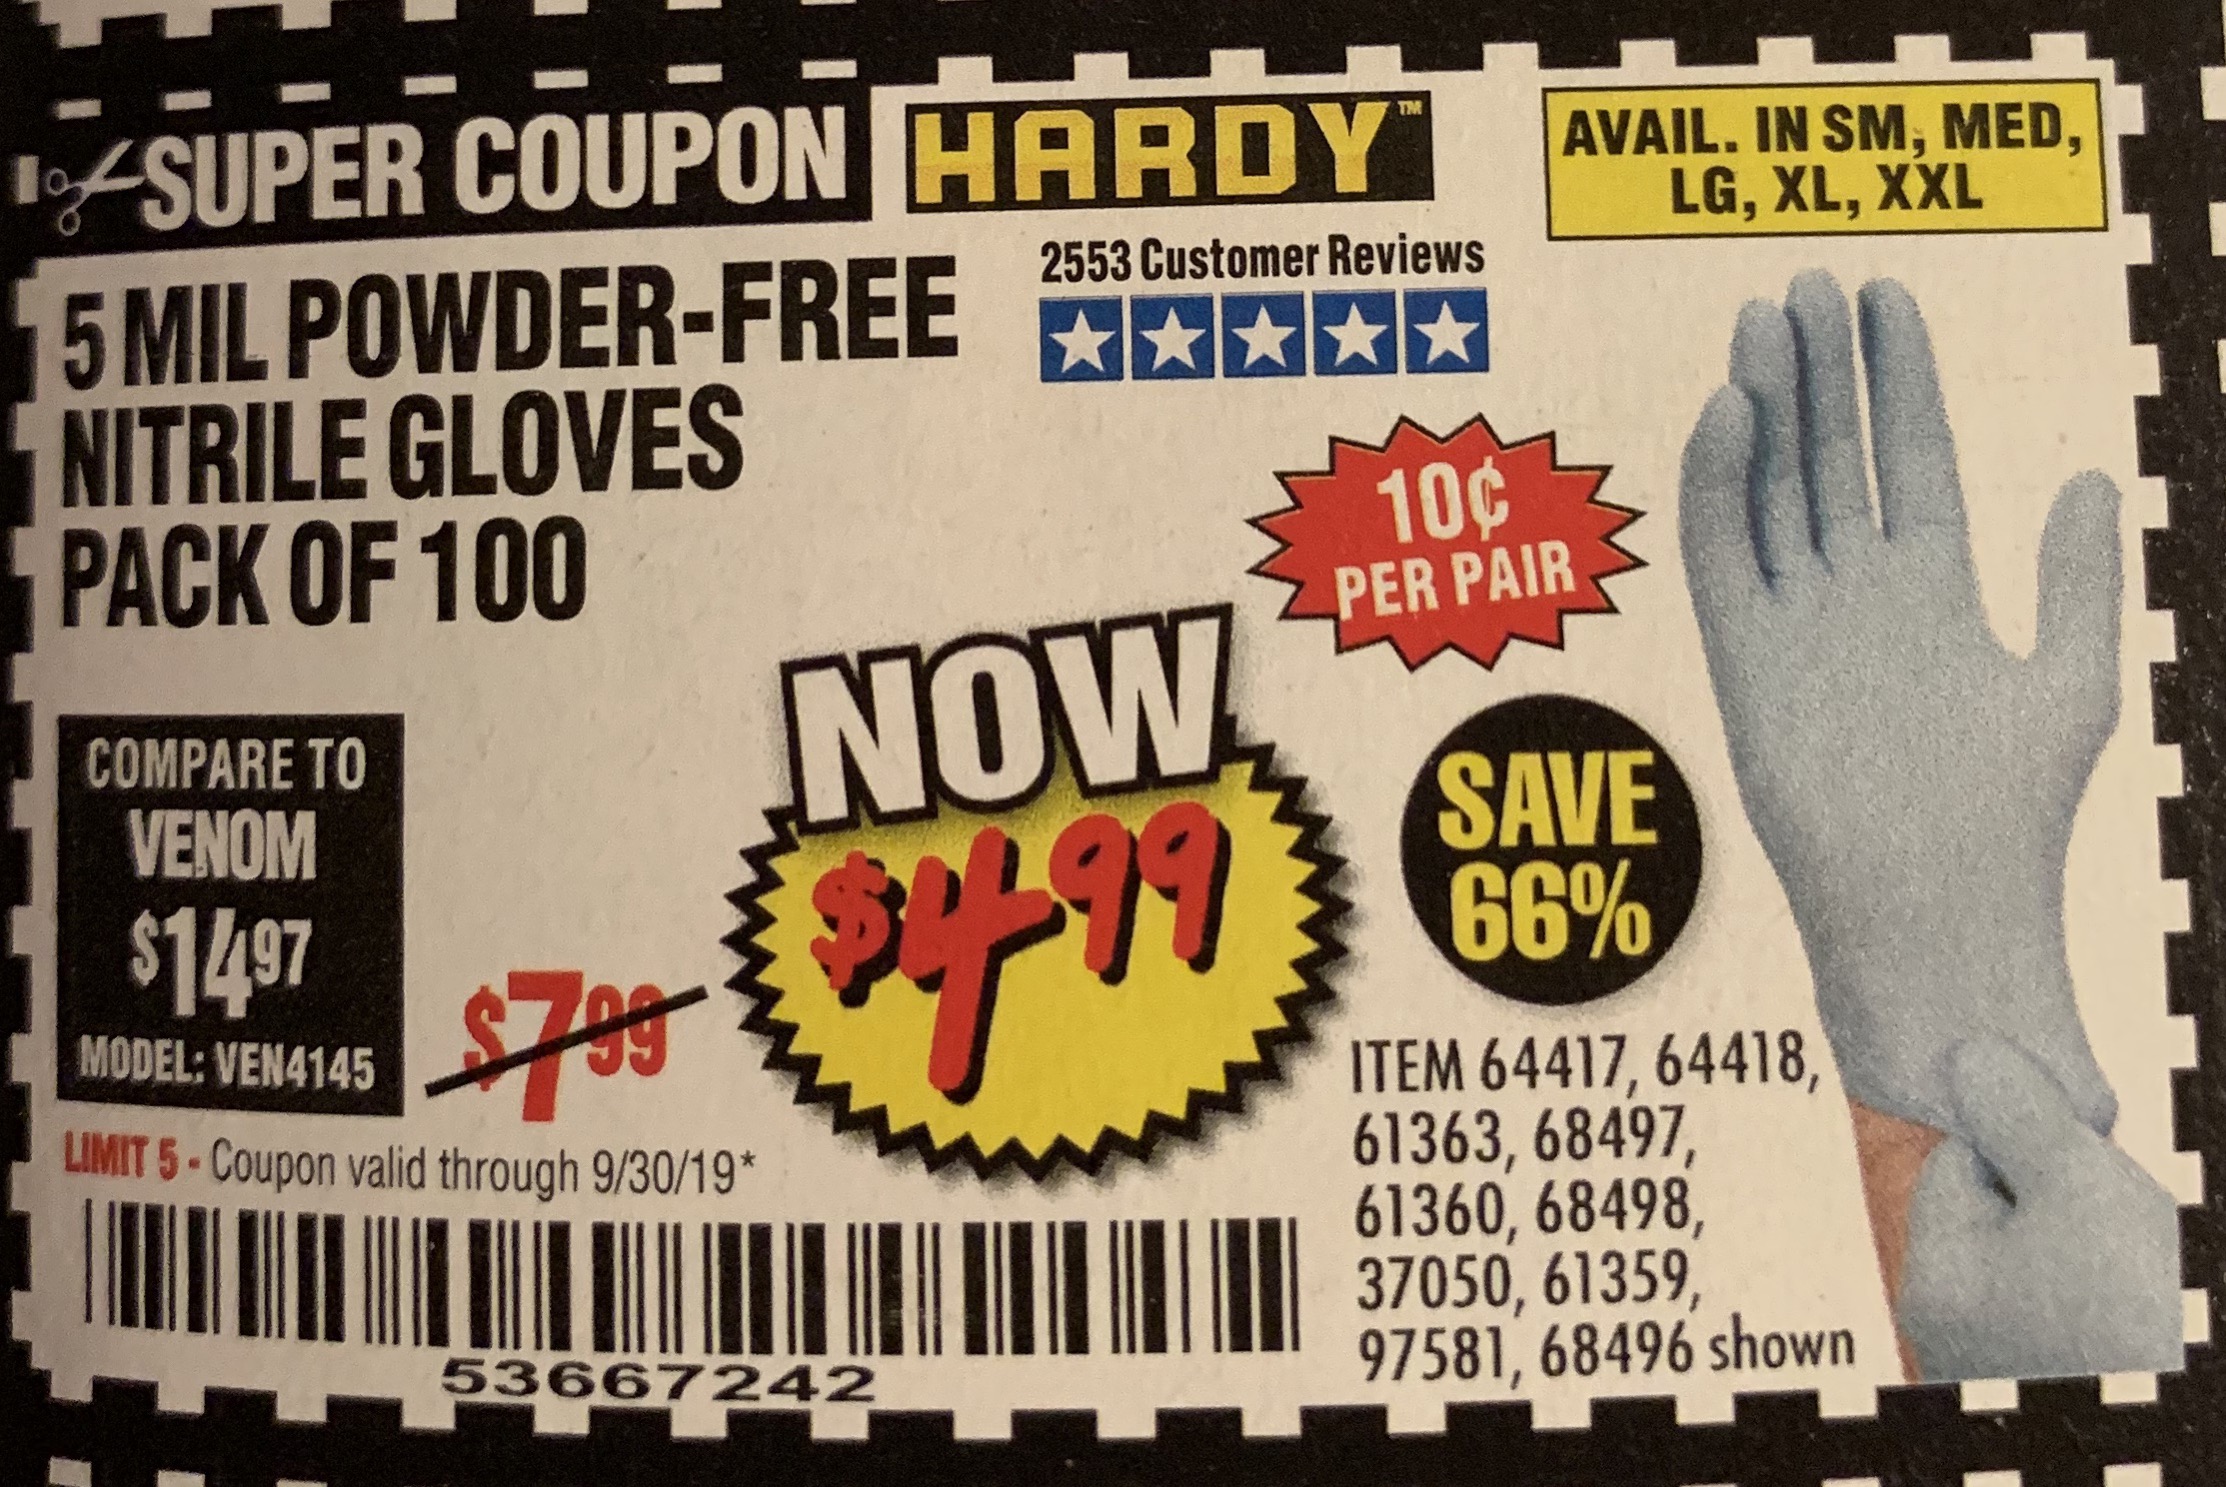 SUPER COUPON
HARDY™
AVAIL. IN SM, MED,
LG, XL, XXL
5 MIL POWDER-FREE
NITRILE GLOVES
PACK OF 100
2553 Customer Reviews
10¢
PER PAIR
COMPARE TO
VENOM
$14 97
MODEL: VEN4145
$7 99
NOW
$4 99
SAVE
66%
LIMIT 5 - Coupon valid through 9/30/19*
53667242
ITEM 64417, 64418,
61363, 68497,
61360, 68498,
37050, 61359,
97581, 68496 shown